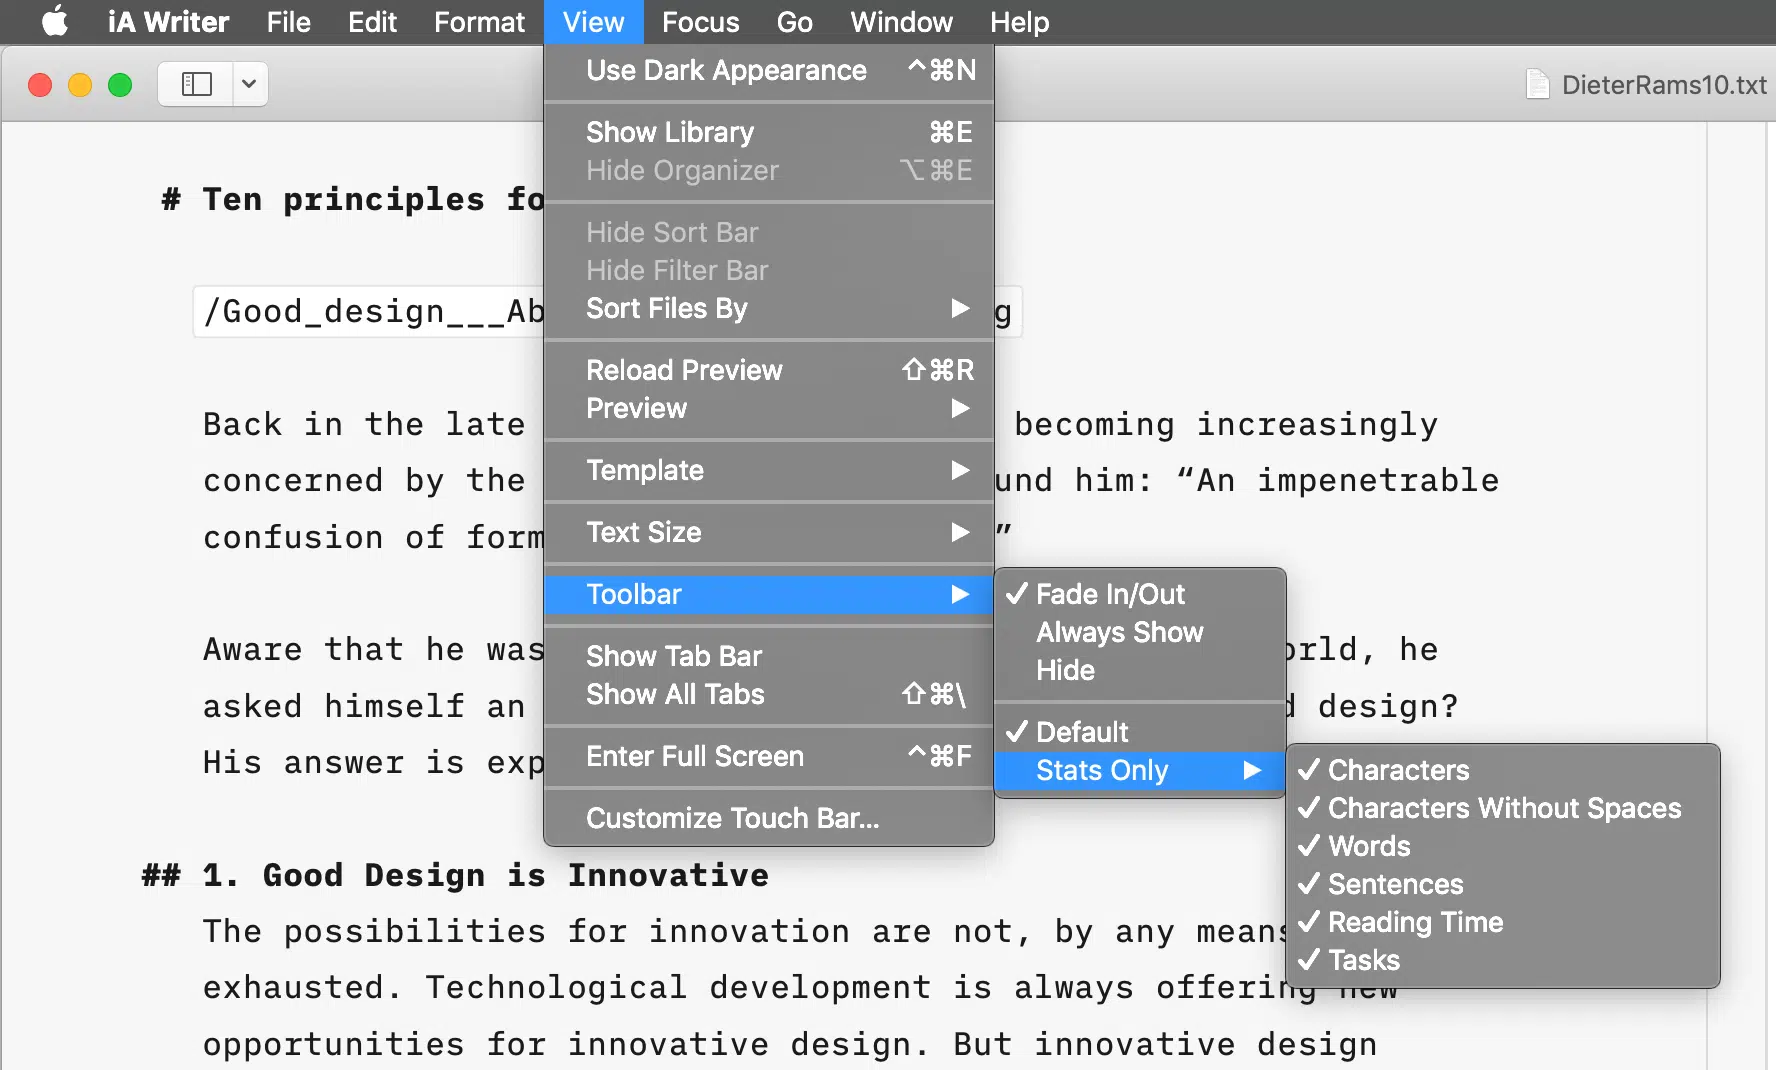 iA Writer File Edit Format View Focus Go Window Help
DieterRams10.txt
Use Dark Appearance ^⌘N
Show Library ⌘E
Hide Organizer ⌥⌘E
Hide Sort Bar
Hide Filter Bar
Sort Files By ▶
Reload Preview ⇧⌘R
Preview ▶
Template ▶
Text Size ▶
Toolbar ▶
Show Tab Bar
Show All Tabs ⇧⌘\
Enter Full Screen ^⌘F
Customize Touch Bar...
✓ Fade In/Out
Always Show
Hide
✓ Default
Stats Only ▶
✓ Characters
✓ Characters Without Spaces
✓ Words
✓ Sentences
✓ Reading Time
✓ Tasks
# Ten principles
/Good_design___Ab
Back in the late becoming increasingly
concerned by the him: “An impenetrable
confusion of ”
Aware that he was he
asked himself an design?
His answer is
## 1. Good Design is Innovative
The possibilities for innovation are not, by any means
exhausted. Technological development is always offering new
opportunities for innovative design. But innovative design